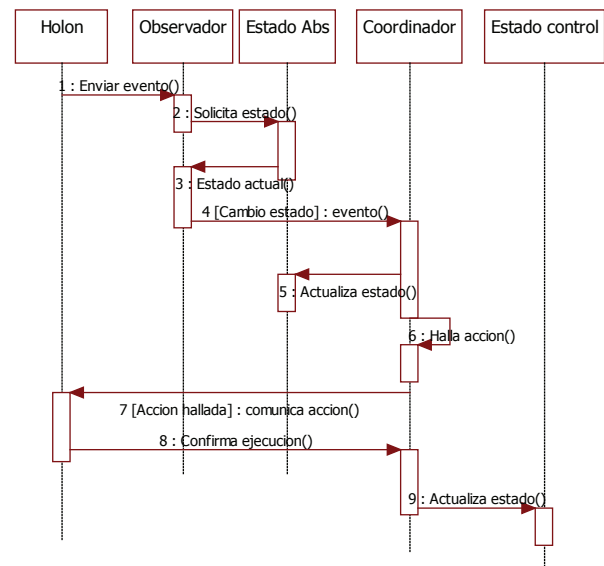 Holon
Observador
Estado Abs
Coordinador
Estado control
1 : Enviar evento()
2 : Solicita estado()
3 : Estado actual()
4 [Cambio estado] : evento()
5 : Actualiza estado()
6 : Halla accion()
7 [Accion hallada] : comunica accion()
8 : Confirma ejecucion()
9 : Actualiza estado()